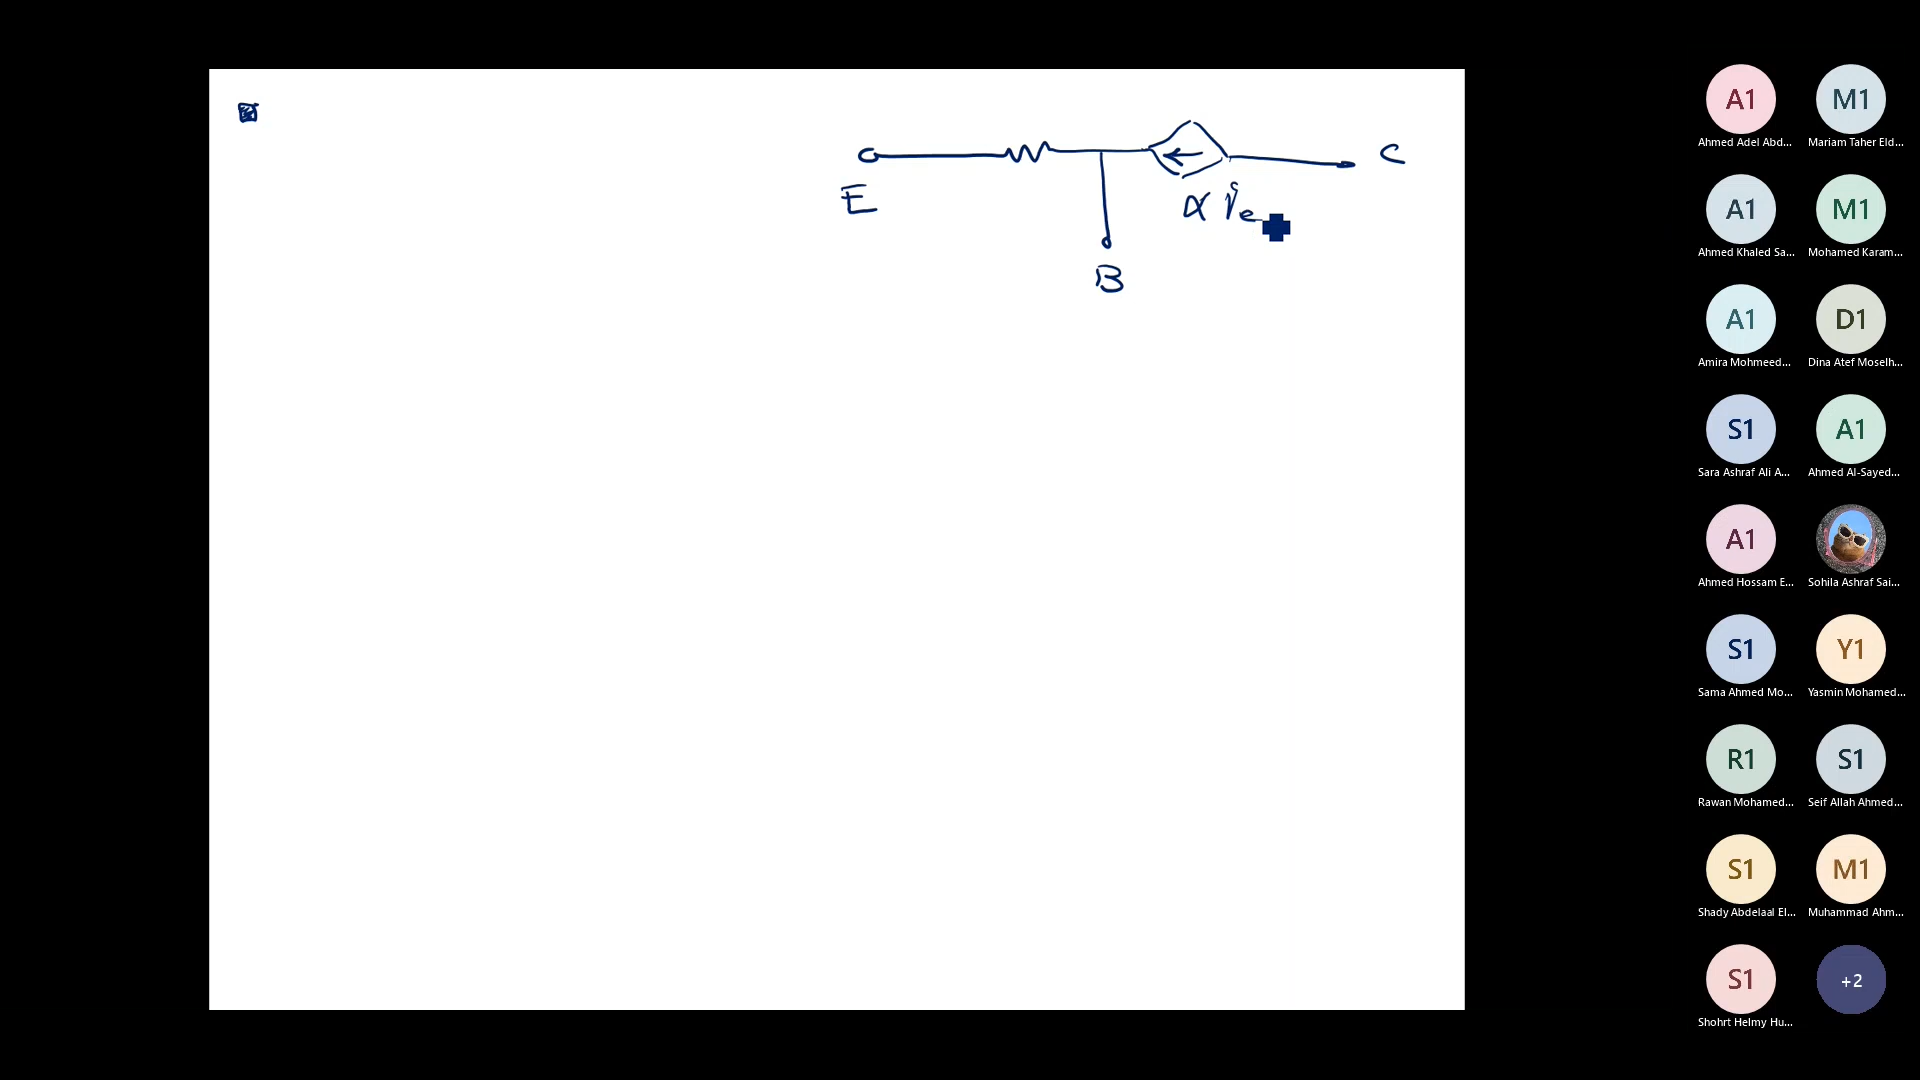 C
E
α ie
B
A1
M1
Ahmed Adel Abd...
Mariam Taher Eld...
A1
M1
Ahmed Khaled Sa...
Mohamed Karam...
A1
D1
Amira Mohmeed...
Dina Atef Moselh...
S1
A1
Sara Ashraf Ali A...
Ahmed Al-Sayed...
A1
Ahmed Hossam E...
Sohila Ashraf Sai...
S1
Y1
Sama Ahmed Mo...
Yasmin Mohamed...
R1
S1
Rawan Mohamed...
Seif Allah Ahmed...
S1
M1
Shady Abdelaal El...
Muhammad Ahm...
S1
+2
Shohrt Helmy Hu...